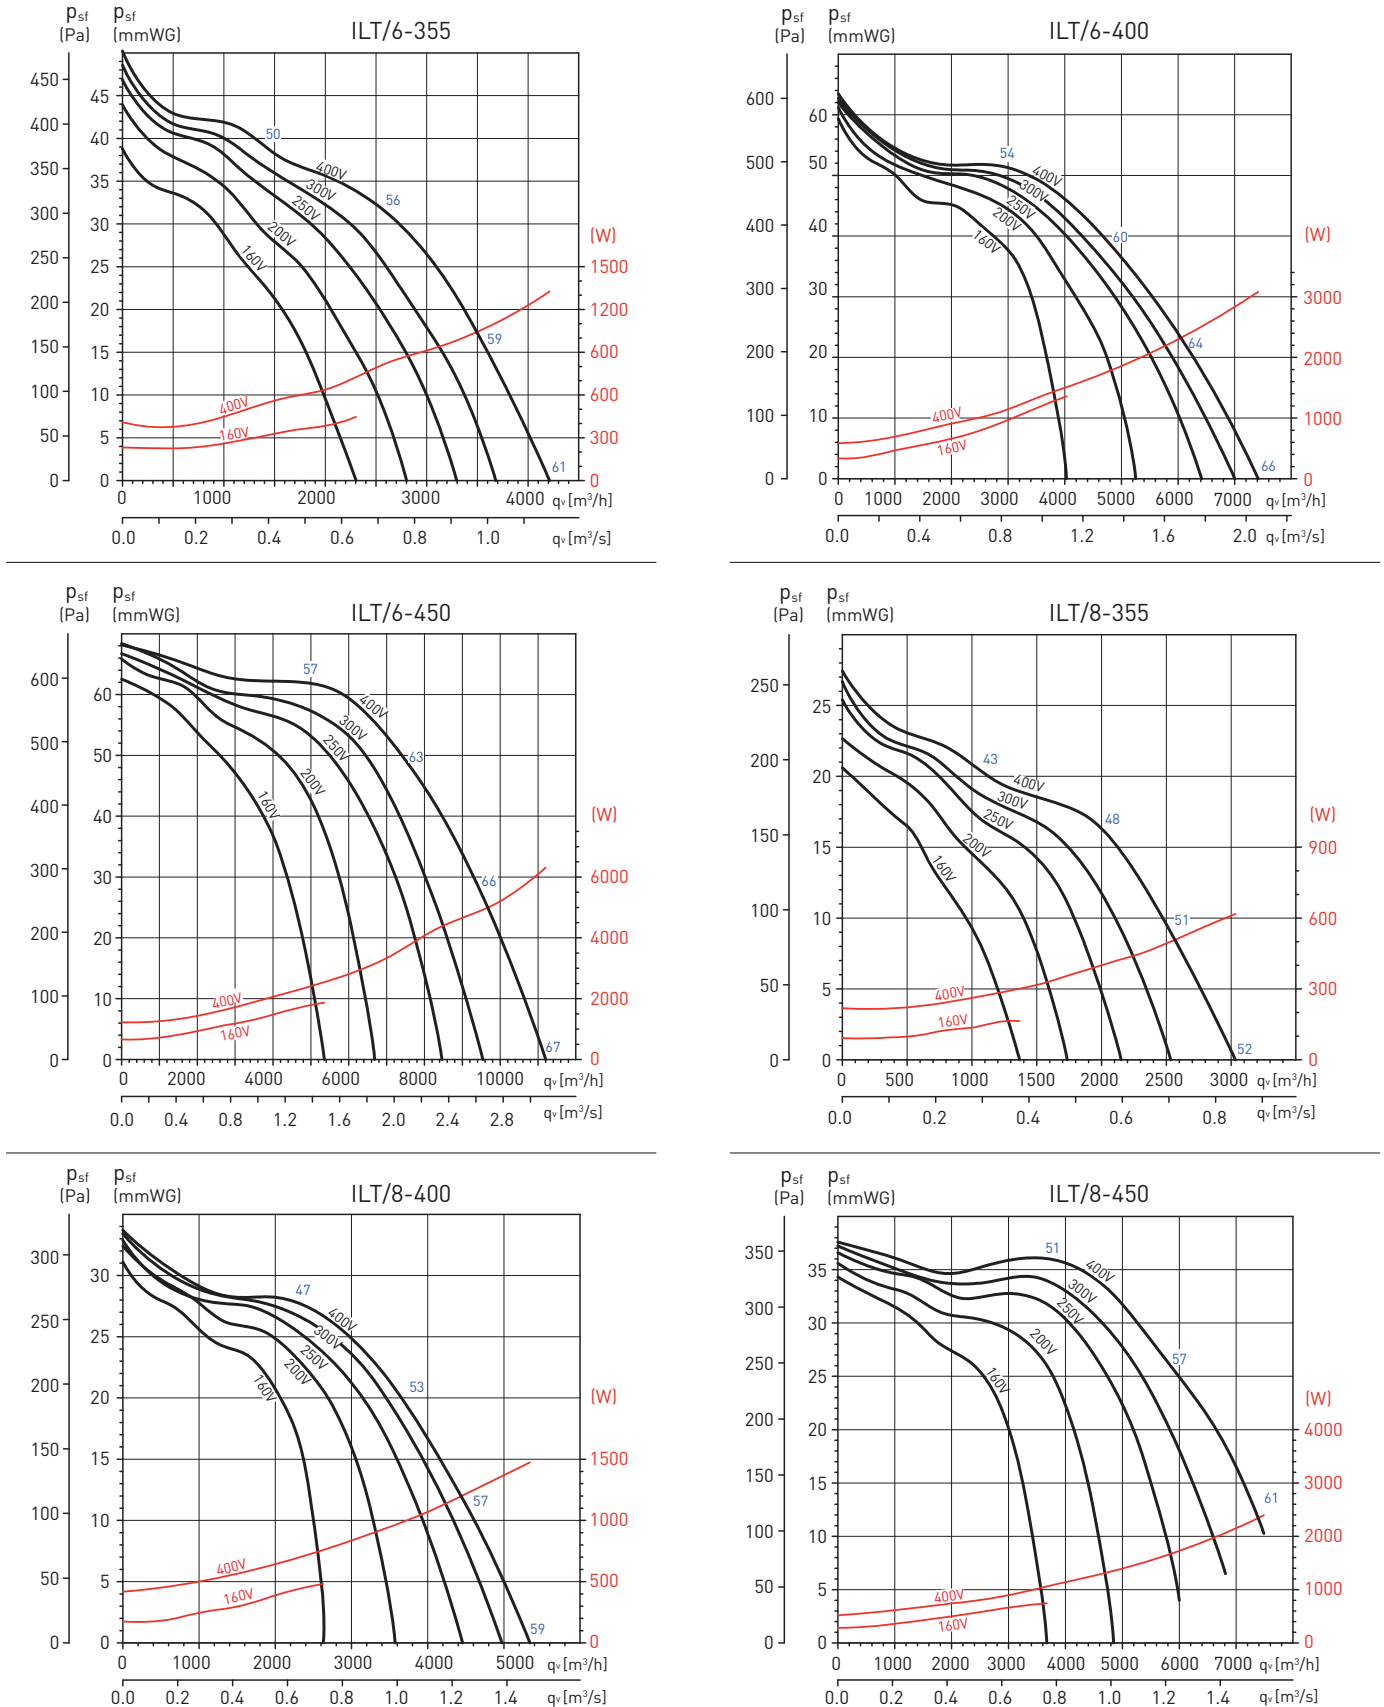 ILT/6-355
psf (Pa)
psf (mmWG)
450
400
350
300
250
200
150
100
50
0
45
40
35
30
25
20
15
10
5
0
50
56
59
61
400V
300V
250V
200V
160V
400V
160V
(W)
1500
1200
600
600
300
0
0 1000 2000 3000 4000 qv [m³/h]
0.0 0.2 0.4 0.6 0.8 1.0 qv [m³/s]
ILT/6-400
psf (Pa)
psf (mmWG)
600
500
400
300
200
100
0
60
50
40
30
20
10
0
54
60
64
66
400V
300V
250V
200V
160V
400V
160V
(W)
3000
2000
1000
0
0 1000 2000 3000 4000 5000 6000 7000 qv [m³/h]
0.0 0.4 0.8 1.2 1.6 2.0 qv [m³/s]
ILT/6-450
psf (Pa)
psf (mmWG)
600
500
400
300
200
100
0
60
50
40
30
20
10
0
57
63
66
67
400V
300V
250V
200V
160V
400V
160V
(W)
6000
4000
2000
0
0 2000 4000 6000 8000 10000 qv [m³/h]
0.0 0.4 0.8 1.2 1.6 2.0 2.4 2.8 qv [m³/s]
ILT/8-355
psf (Pa)
psf (mmWG)
250
200
150
100
50
0
25
20
15
10
5
0
43
48
51
52
400V
300V
250V
200V
160V
400V
160V
(W)
900
600
300
0
0 500 1000 1500 2000 2500 3000 qv [m³/h]
0.0 0.2 0.4 0.6 0.8 qv [m³/s]
ILT/8-400
psf (Pa)
psf (mmWG)
300
250
200
150
100
50
0
30
25
20
15
10
5
0
47
53
57
59
400V
300V
250V
200V
160V
400V
160V
(W)
1500
1000
500
0
0 1000 2000 3000 4000 5000 qv [m³/h]
0.0 0.2 0.4 0.6 0.8 1.0 1.2 1.4 qv [m³/s]
ILT/8-450
psf (Pa)
psf (mmWG)
350
300
250
200
150
100
50
0
35
30
25
20
15
10
5
0
51
57
61
400V
300V
250V
200V
160V
400V
160V
(W)
4000
3000
2000
1000
0
0 1000 2000 3000 4000 5000 6000 7000 qv [m³/h]
0.0 0.2 0.4 0.6 0.8 1.0 1.2 1.4 qv [m³/s]